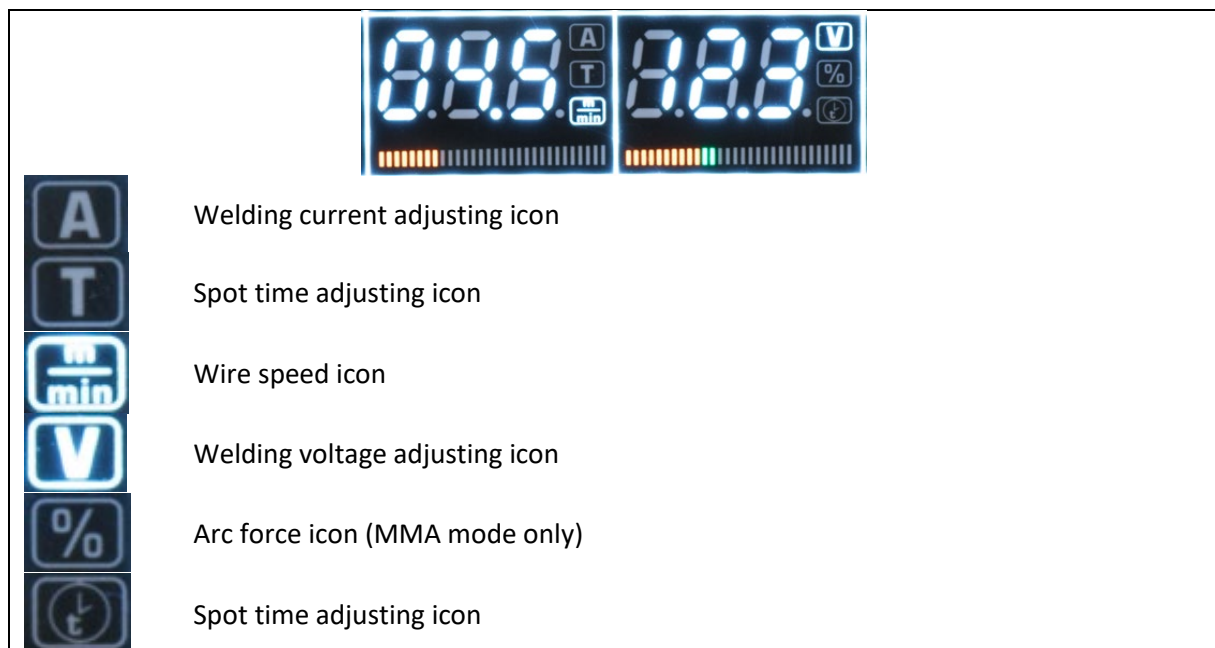 04.5 A 12.3 V
T %
m
min t
A Welding current adjusting icon
T Spot time adjusting icon
m
min Wire speed icon
V Welding voltage adjusting icon
% Arc force icon (MMA mode only)
t Spot time adjusting icon